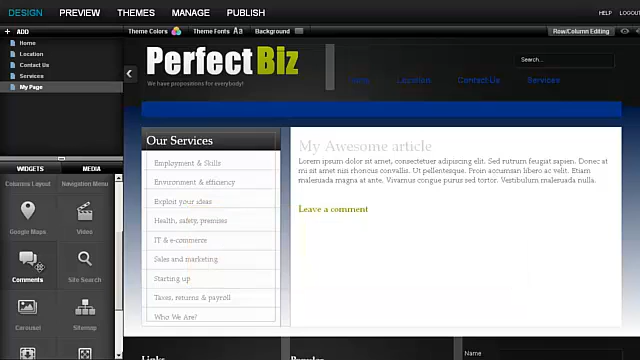 DESIGN PREVIEW THEMES MANAGE PUBLISH HELP LOGOUT
ADD Theme Colors Theme Fonts Aa Background Row/Column Editing
Home
Location
Contact Us
Services
My Page
WIDGETS MEDIA
Columns Layout Navigation Menu
Google Maps Video
Comments Site Search
Carousel Sitemap
PerfectBiz
We have propositions for everybody!
Search...
Home Location Contact Us Services
Our Services
Employment & Skills
Environment & efficiency
Exploit your ideas
Health, safety, premises
IT & e-commerce
Sales and marketing
Starting up
Taxes, returns & payroll
Who We Are?
My Awesome article
Lorem ipsum dolor sit amet, consectetuer adipiscing elit. Sed rutrum feugiat sapien. Donec at
mi sit amet nisi rhoncus convallis. Ut pellentesque. Proin accumsan libero ac velit. Etiam
malesuada magna at ante. Vivamus congue purus sed tortor. Vestibulum malesuada.
Leave a comment
Links Popular Name